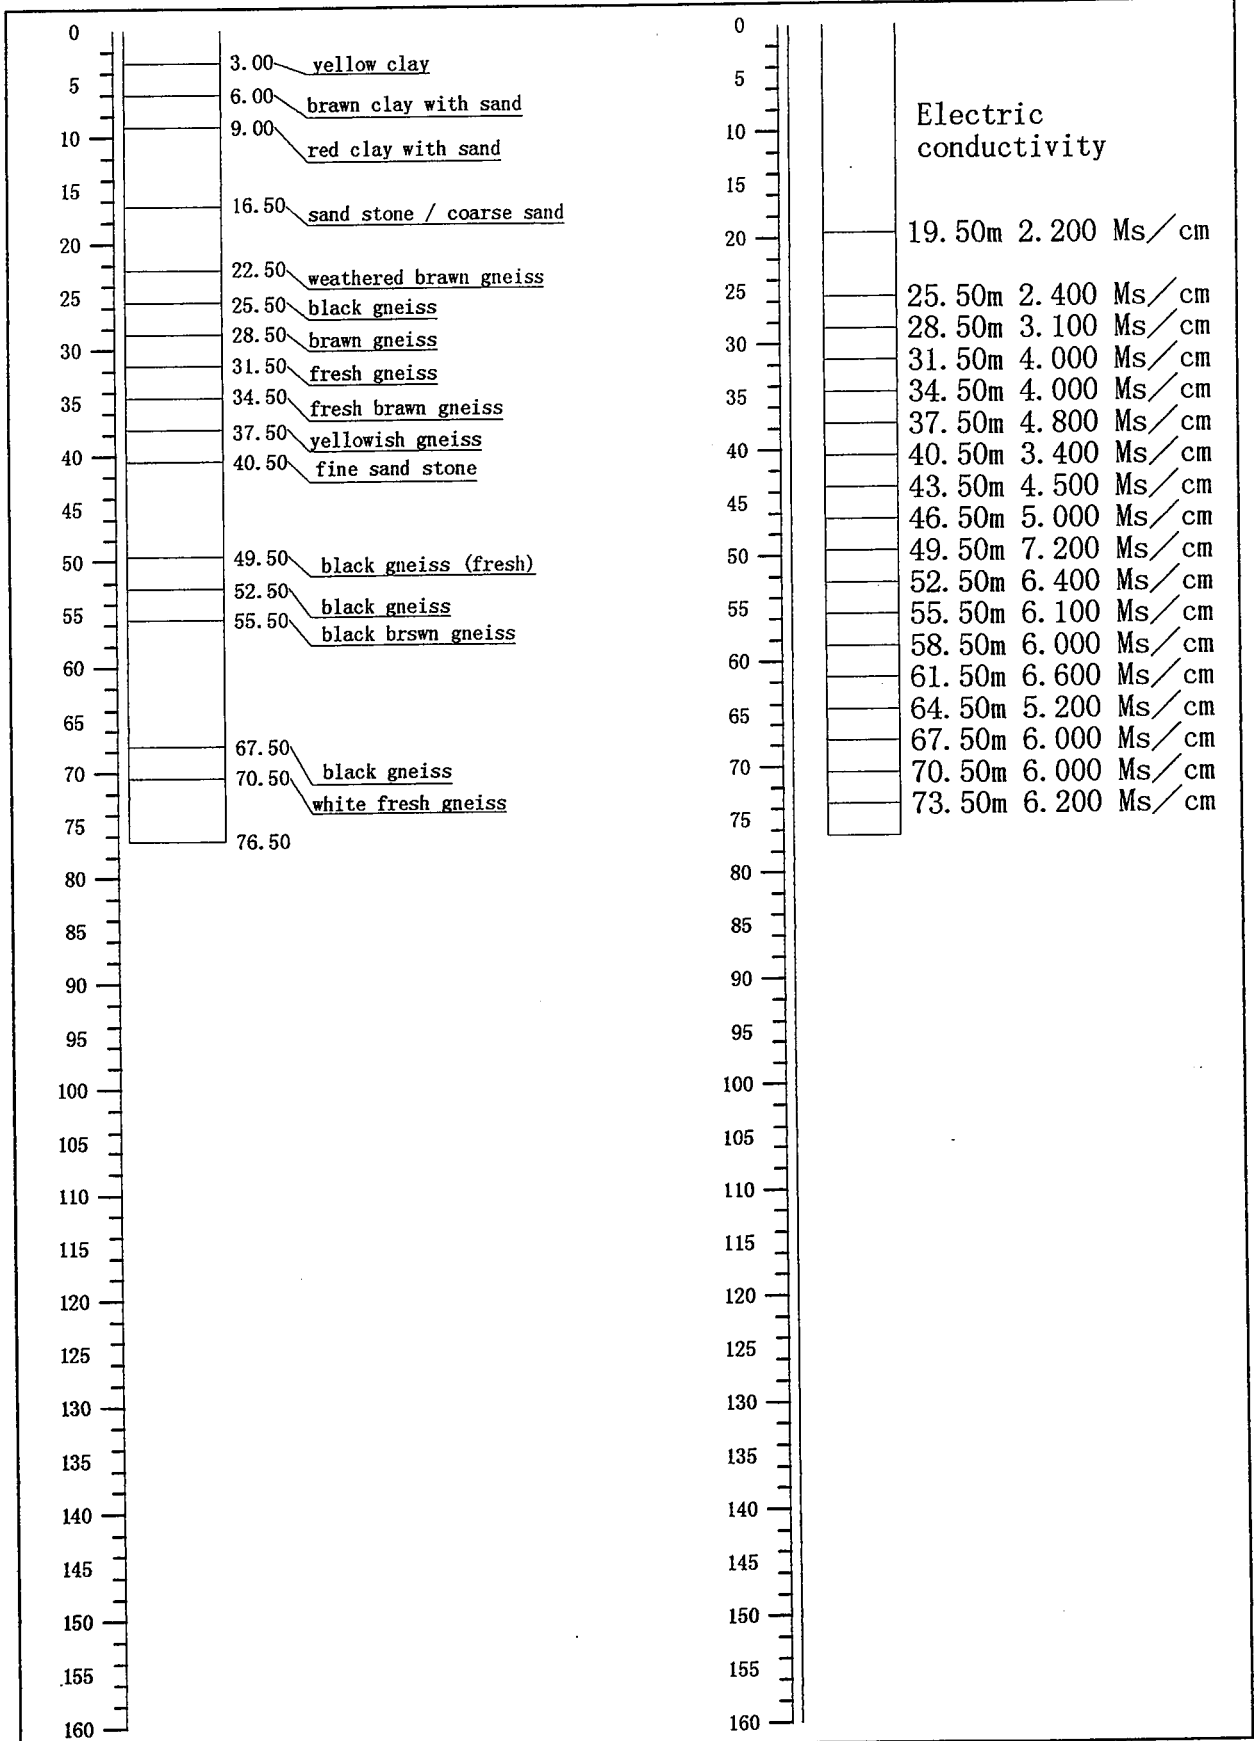 0
5
10
15
20
25
30
35
40
45
50
55
60
65
70
75
80
85
90
95
100
105
110
115
120
125
130
135
140
145
150
155
160
3.00 yellow clay
6.00 brawn clay with sand
9.00 red clay with sand
16.50 sand stone / coarse sand
22.50 weathered brawn gneiss
25.50 black gneiss
28.50 brawn gneiss
31.50 fresh gneiss
34.50 fresh brawn gneiss
37.50 yellowish gneiss
40.50 fine sand stone
49.50 black gneiss (fresh)
52.50 black gneiss
55.50 black brswn gneiss
67.50 black gneiss
70.50 white fresh gneiss
76.50
0
5
10
15
20
25
30
35
40
45
50
55
60
65
70
75
80
85
90
95
100
105
110
115
120
125
130
135
140
145
150
155
160
Electric
conductivity
19.50m 2.200 Ms/cm
25.50m 2.400 Ms/cm
28.50m 3.100 Ms/cm
31.50m 4.000 Ms/cm
34.50m 4.000 Ms/cm
37.50m 4.800 Ms/cm
40.50m 3.400 Ms/cm
43.50m 4.500 Ms/cm
46.50m 5.000 Ms/cm
49.50m 7.200 Ms/cm
52.50m 6.400 Ms/cm
55.50m 6.100 Ms/cm
58.50m 6.000 Ms/cm
61.50m 6.600 Ms/cm
64.50m 5.200 Ms/cm
67.50m 6.000 Ms/cm
70.50m 6.000 Ms/cm
73.50m 6.200 Ms/cm